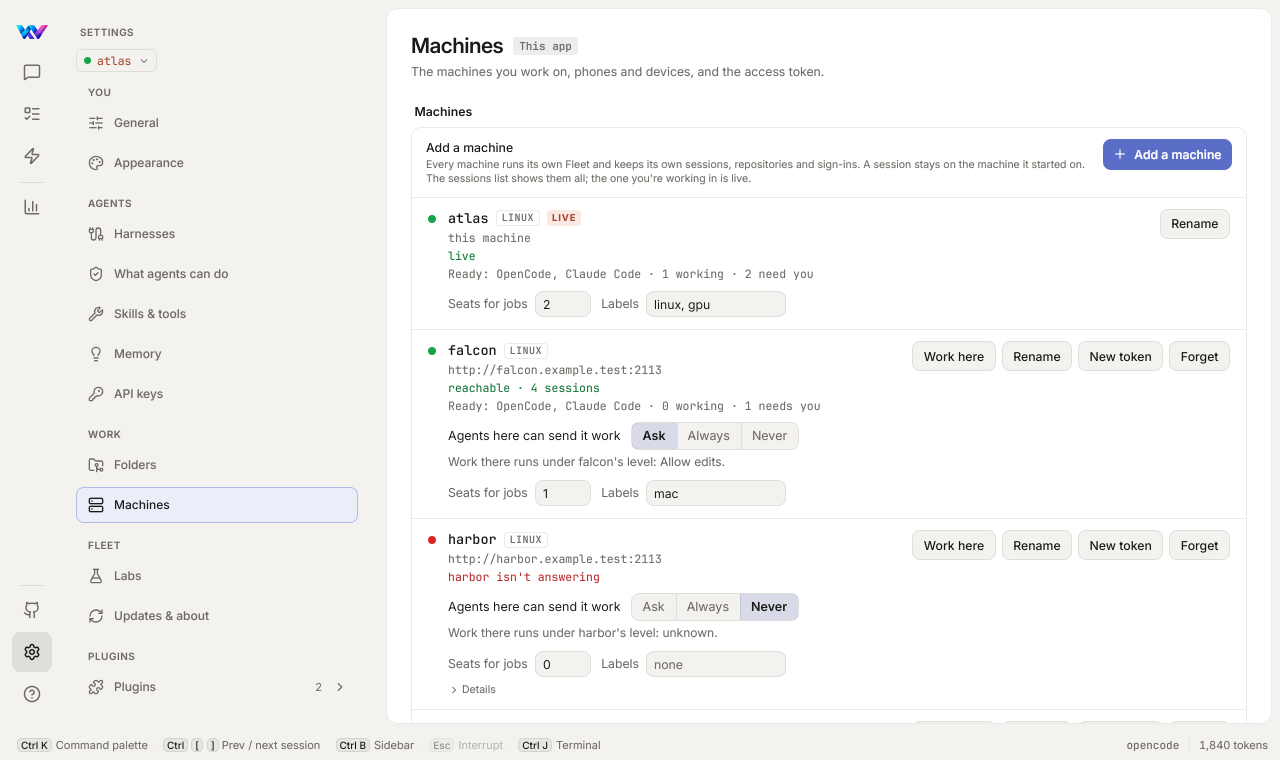 SETTINGS
atlas
YOU
General
Appearance
AGENTS
Harnesses
What agents can do
Skills & tools
Memory
API keys
WORK
Folders
Machines
FLEET
Labs
Updates & about
PLUGINS
Plugins 2
Machines This app
The machines you work on, phones and devices, and the access token.
Machines
Add a machine
Every machine runs its own Fleet and keeps its own sessions, repositories and sign-ins. A session stays on the machine it started on.
The sessions list shows them all; the one you're working in is live.
Add a machine
atlas LINUX LIVE
Rename
this machine
live
Ready: OpenCode, Claude Code · 1 working · 2 need you
Seats for jobs 2 Labels linux, gpu
falcon LINUX
Work here Rename New token Forget
http://falcon.example.test:2113
reachable · 4 sessions
Ready: OpenCode, Claude Code · 0 working · 1 needs you
Agents here can send it work Ask Always Never
Work there runs under falcon's level: Allow edits.
Seats for jobs 1 Labels mac
harbor LINUX
Work here Rename New token Forget
http://harbor.example.test:2113
harbor isn't answering
Agents here can send it work Ask Always Never
Work there runs under harbor's level: unknown.
Seats for jobs 0 Labels none
Details
Ctrl K Command palette · Ctrl [ ] Prev / next session · Ctrl B Sidebar · Esc Interrupt · Ctrl J Terminal
opencode 1,840 tokens